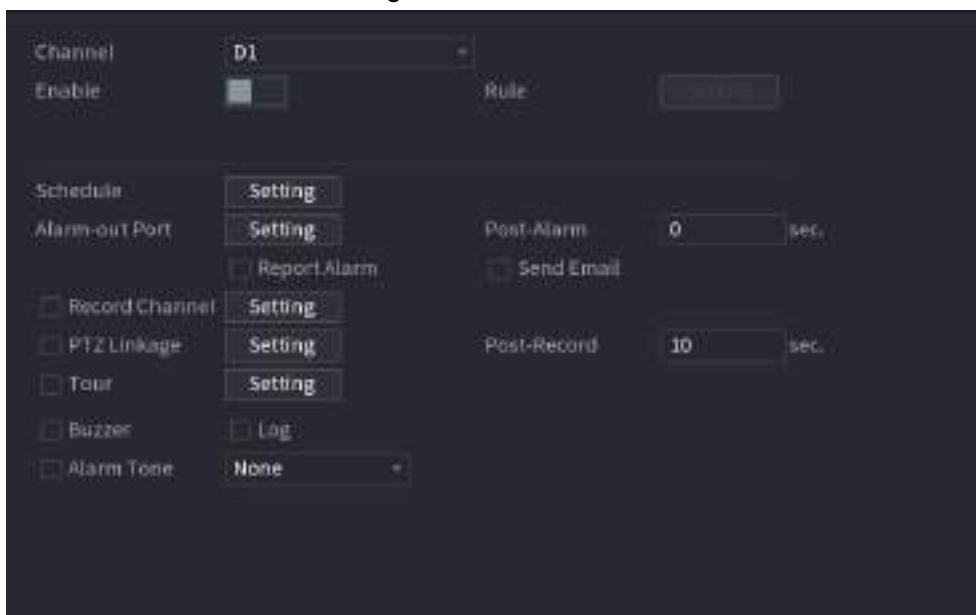 Channel D1
Enable Rule
Schedule Setting
Alarm-out Port Setting Post-Alarm 0 sec.
Report Alarm Send Email
Record Channel Setting
PTZ Linkage Setting Post-Record 10 sec.
Tour Setting
Buzzer Log
Alarm Tone None